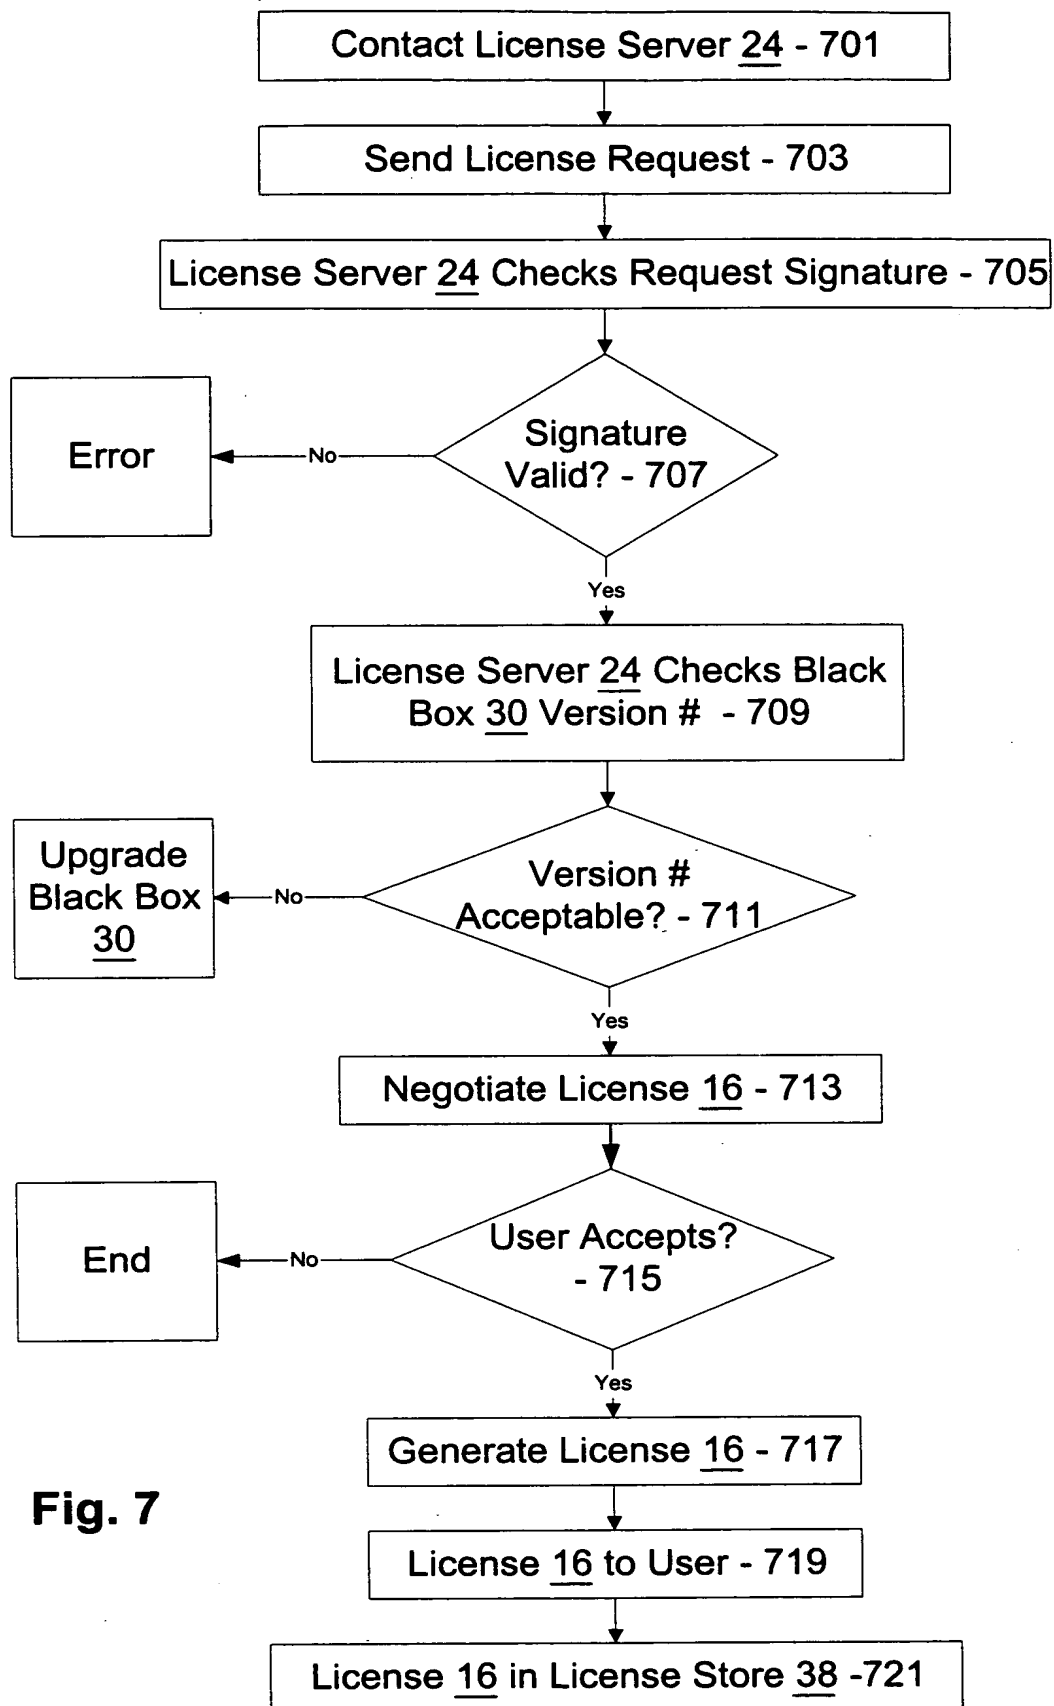 Contact License Server 24 - 701
Send License Request - 703
License Server 24 Checks Request Signature - 705
Signature
Valid? - 707
No
Error
Yes
License Server 24 Checks Black
Box 30 Version # - 709
Version #
Acceptable? - 711
No
Upgrade
Black Box
30
Yes
Negotiate License 16 - 713
User Accepts?
- 715
No
End
Yes
Generate License 16 - 717
License 16 to User - 719
License 16 in License Store 38 -721
Fig. 7